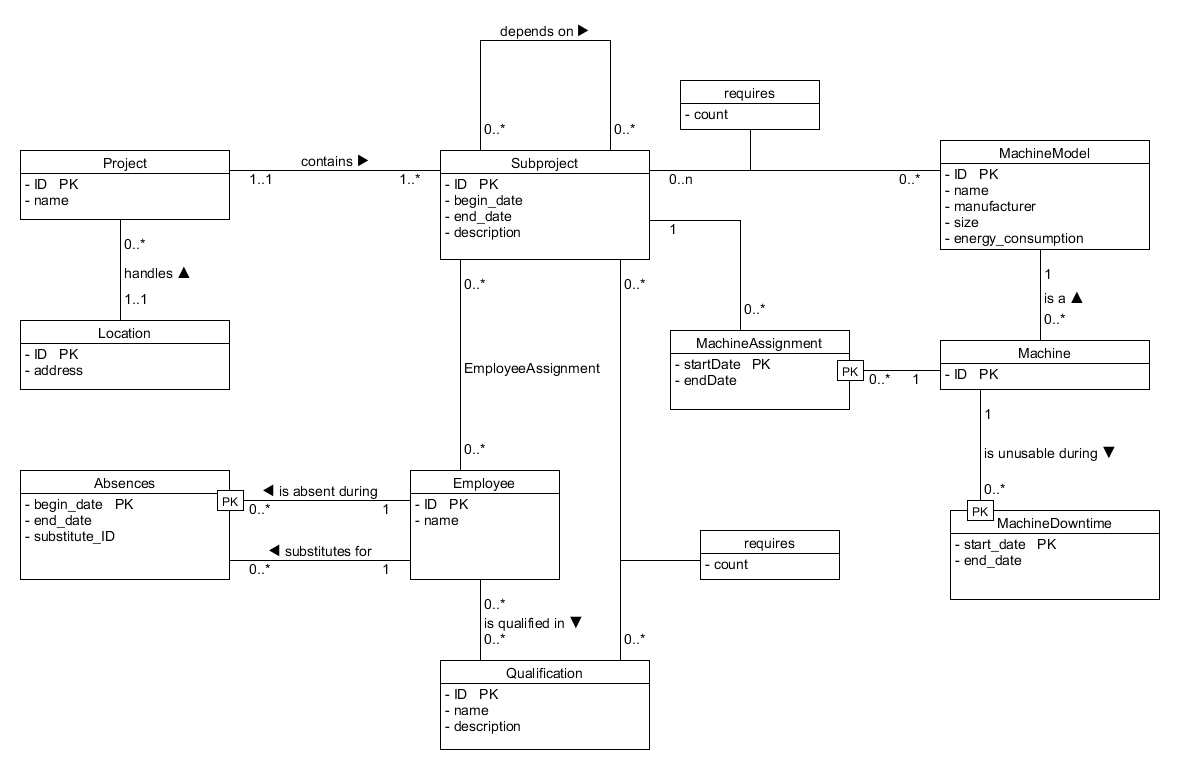 depends on ▶
0..*
0..*
requires
- count
Project
- ID PK
- name
contains ▶
1..1
1..*
Subproject
- ID PK
- begin_date
- end_date
- description
0..n
0..*
MachineModel
- ID PK
- name
- manufacturer
- size
- energy_consumption
0..*
handles ▲
1..1
1
0..*
1
is a ▲
0..*
0..*
0..*
Location
- ID PK
- address
EmployeeAssignment
0..*
MachineAssignment
- startDate PK
- endDate
PK
0..*
1
Machine
- ID PK
1
is unusable during ▼
0..*
PK
MachineDowntime
- start_date PK
- end_date
Absences
- begin_date PK
- end_date
- substitute_ID
PK
◀ is absent during
0..*
1
◀ substitutes for
0..*
1
Employee
- ID PK
- name
requires
- count
0..*
is qualified in ▼
0..*
0..*
Qualification
- ID PK
- name
- description